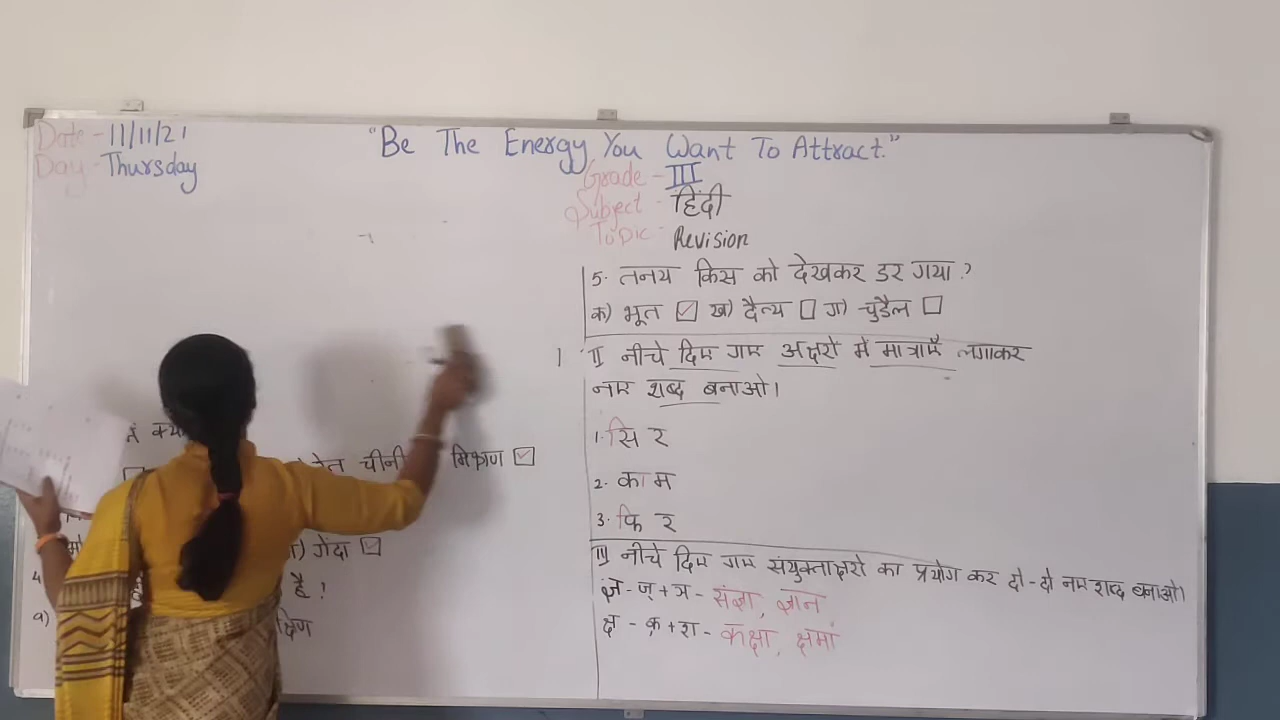 Date - 11/11/21
Day - Thursday
"Be The Energy You Want To Attract."
Grade - III
Subject - हिंदी
Topic - Revision
चीनी
मिश्रण ☑
गेंदा ☑
है ?
5. तनय किस को देखकर डर गया ?
क) भूत ☑ ख) दैत्य ☐ ग) चुड़ैल ☐
II नीचे दिए गए अक्षरो में मात्राएँ लगाकर
नए शब्द बनाओ।
1. सि र
2. का म
3. फि र
III नीचे दिए गए संयुक्ताक्षरो का प्रयोग कर दो-दो नए शब्द बनाओ।
ज्ञ - ज् + ञ - संज्ञा, ज्ञान
क्ष - क् + श - कक्षा, क्षमा